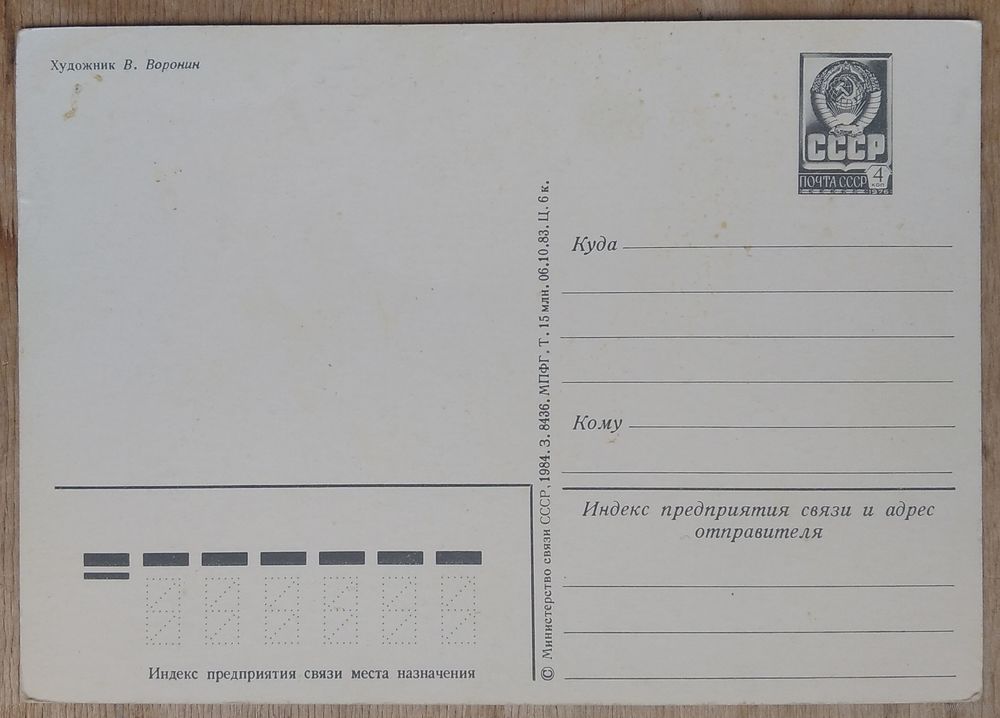 Художник В. Воронин
СССР
ПОЧТА СССР 4
коп
1976
Куда
Кому
Индекс предприятия связи и адрес
отправителя
© Министерство связи СССР, 1984. З. 8436. МПФГ. Т. 15 млн. 06.10.83. Ц. 6 к.
Индекс предприятия связи места назначения